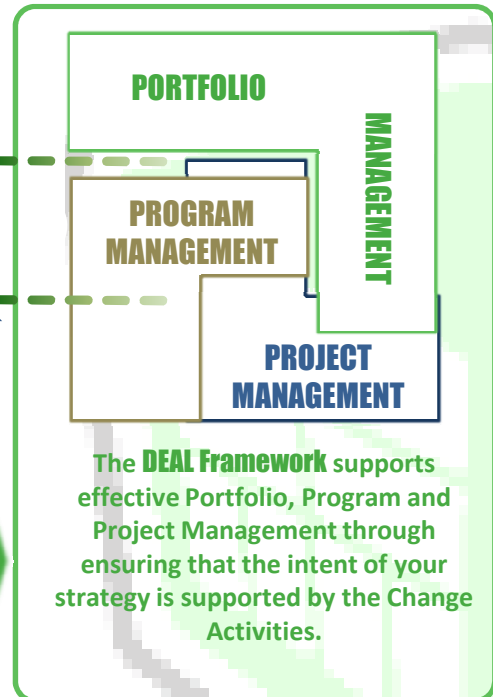 PORTFOLIO
MANAGEMENT
PROGRAM
MANAGEMENT
PROJECT
MANAGEMENT
The DEAL Framework supports
effective Portfolio, Program and
Project Management through
ensuring that the intent of your
strategy is supported by the Change
Activities.